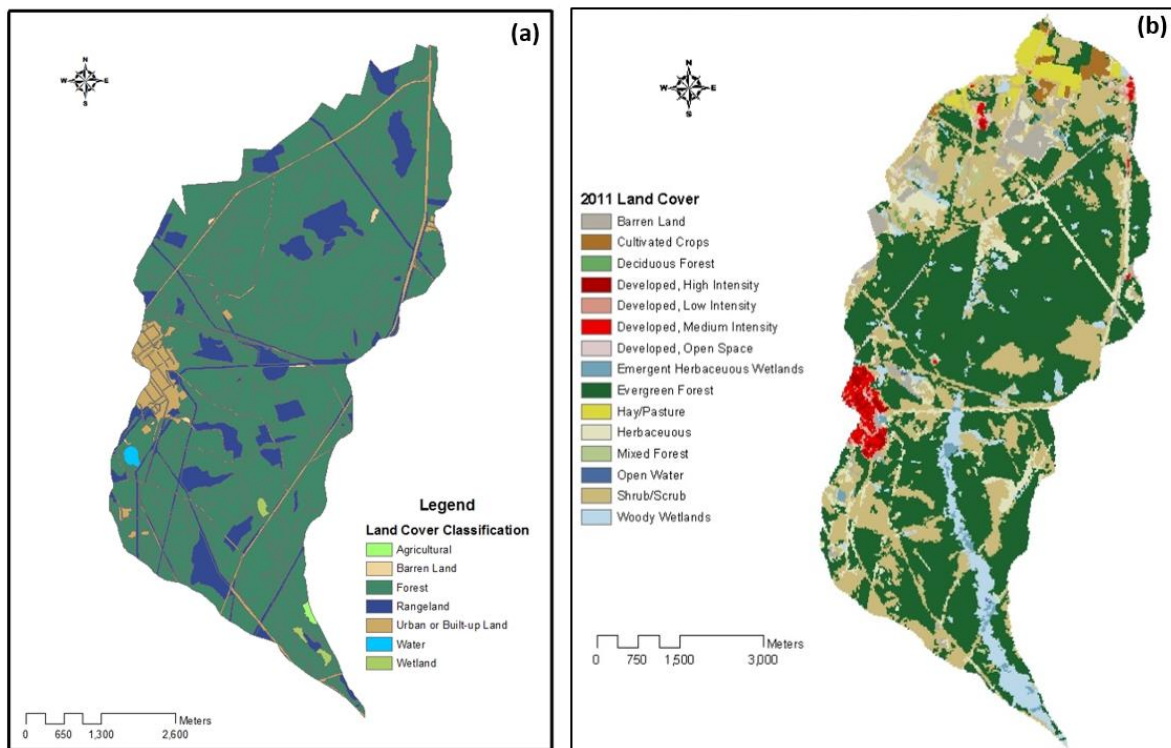 (a)
N
W E
S
Legend
Land Cover Classification
Agricultural
Barren Land
Forest
Rangeland
Urban or Built-up Land
Water
Wetland
Meters
0 650 1,300 2,600
(b)
N
W E
S
2011 Land Cover
Barren Land
Cultivated Crops
Deciduous Forest
Developed, High Intensity
Developed, Low Intensity
Developed, Medium Intensity
Developed, Open Space
Emergent Herbaceuous Wetlands
Evergreen Forest
Hay/Pasture
Herbaceuous
Mixed Forest
Open Water
Shrub/Scrub
Woody Wetlands
Meters
0 750 1,500 3,000